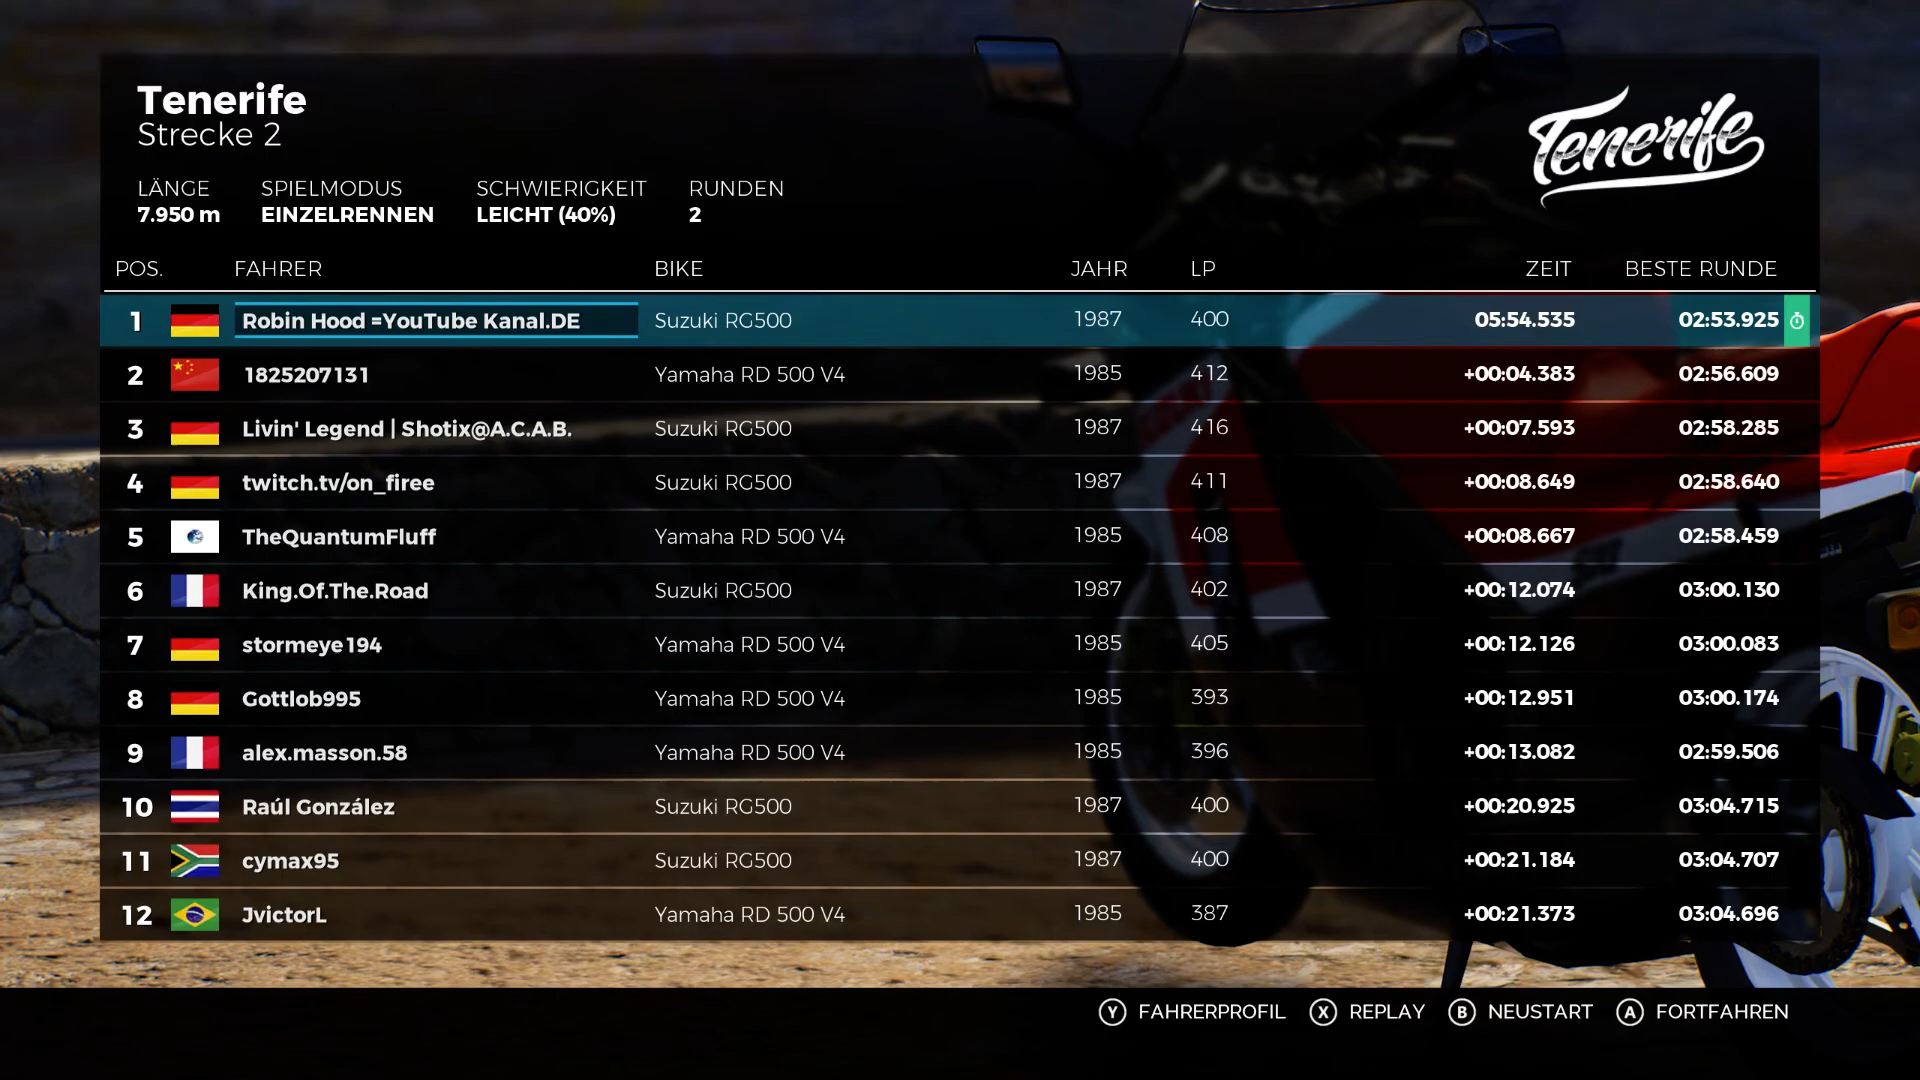 Tenerife
Strecke 2
Tenerife
LÄNGE SPIELMODUS SCHWIERIGKEIT RUNDEN
7.950 m EINZELRENNEN LEICHT (40%) 2
POS. FAHRER BIKE JAHR LP ZEIT BESTE RUNDE
1 Robin Hood =YouTube Kanal.DE Suzuki RG500 1987 400 05:54.535 02:53.925
2 1825207131 Yamaha RD 500 V4 1985 412 +00:04.383 02:56.609
3 Livin' Legend | Shotix@A.C.A.B. Suzuki RG500 1987 416 +00:07.593 02:58.285
4 twitch.tv/on_firee Suzuki RG500 1987 411 +00:08.649 02:58.640
5 TheQuantumFluff Yamaha RD 500 V4 1985 408 +00:08.667 02:58.459
6 King.Of.The.Road Suzuki RG500 1987 402 +00:12.074 03:00.130
7 stormeye194 Yamaha RD 500 V4 1985 405 +00:12.126 03:00.083
8 Gottlob995 Yamaha RD 500 V4 1985 393 +00:12.951 03:00.174
9 alex.masson.58 Yamaha RD 500 V4 1985 396 +00:13.082 02:59.506
10 Raúl González Suzuki RG500 1987 400 +00:20.925 03:04.715
11 cymax95 Suzuki RG500 1987 400 +00:21.184 03:04.707
12 JvictorL Yamaha RD 500 V4 1985 387 +00:21.373 03:04.696
Y FAHRERPROFIL X REPLAY B NEUSTART A FORTFAHREN